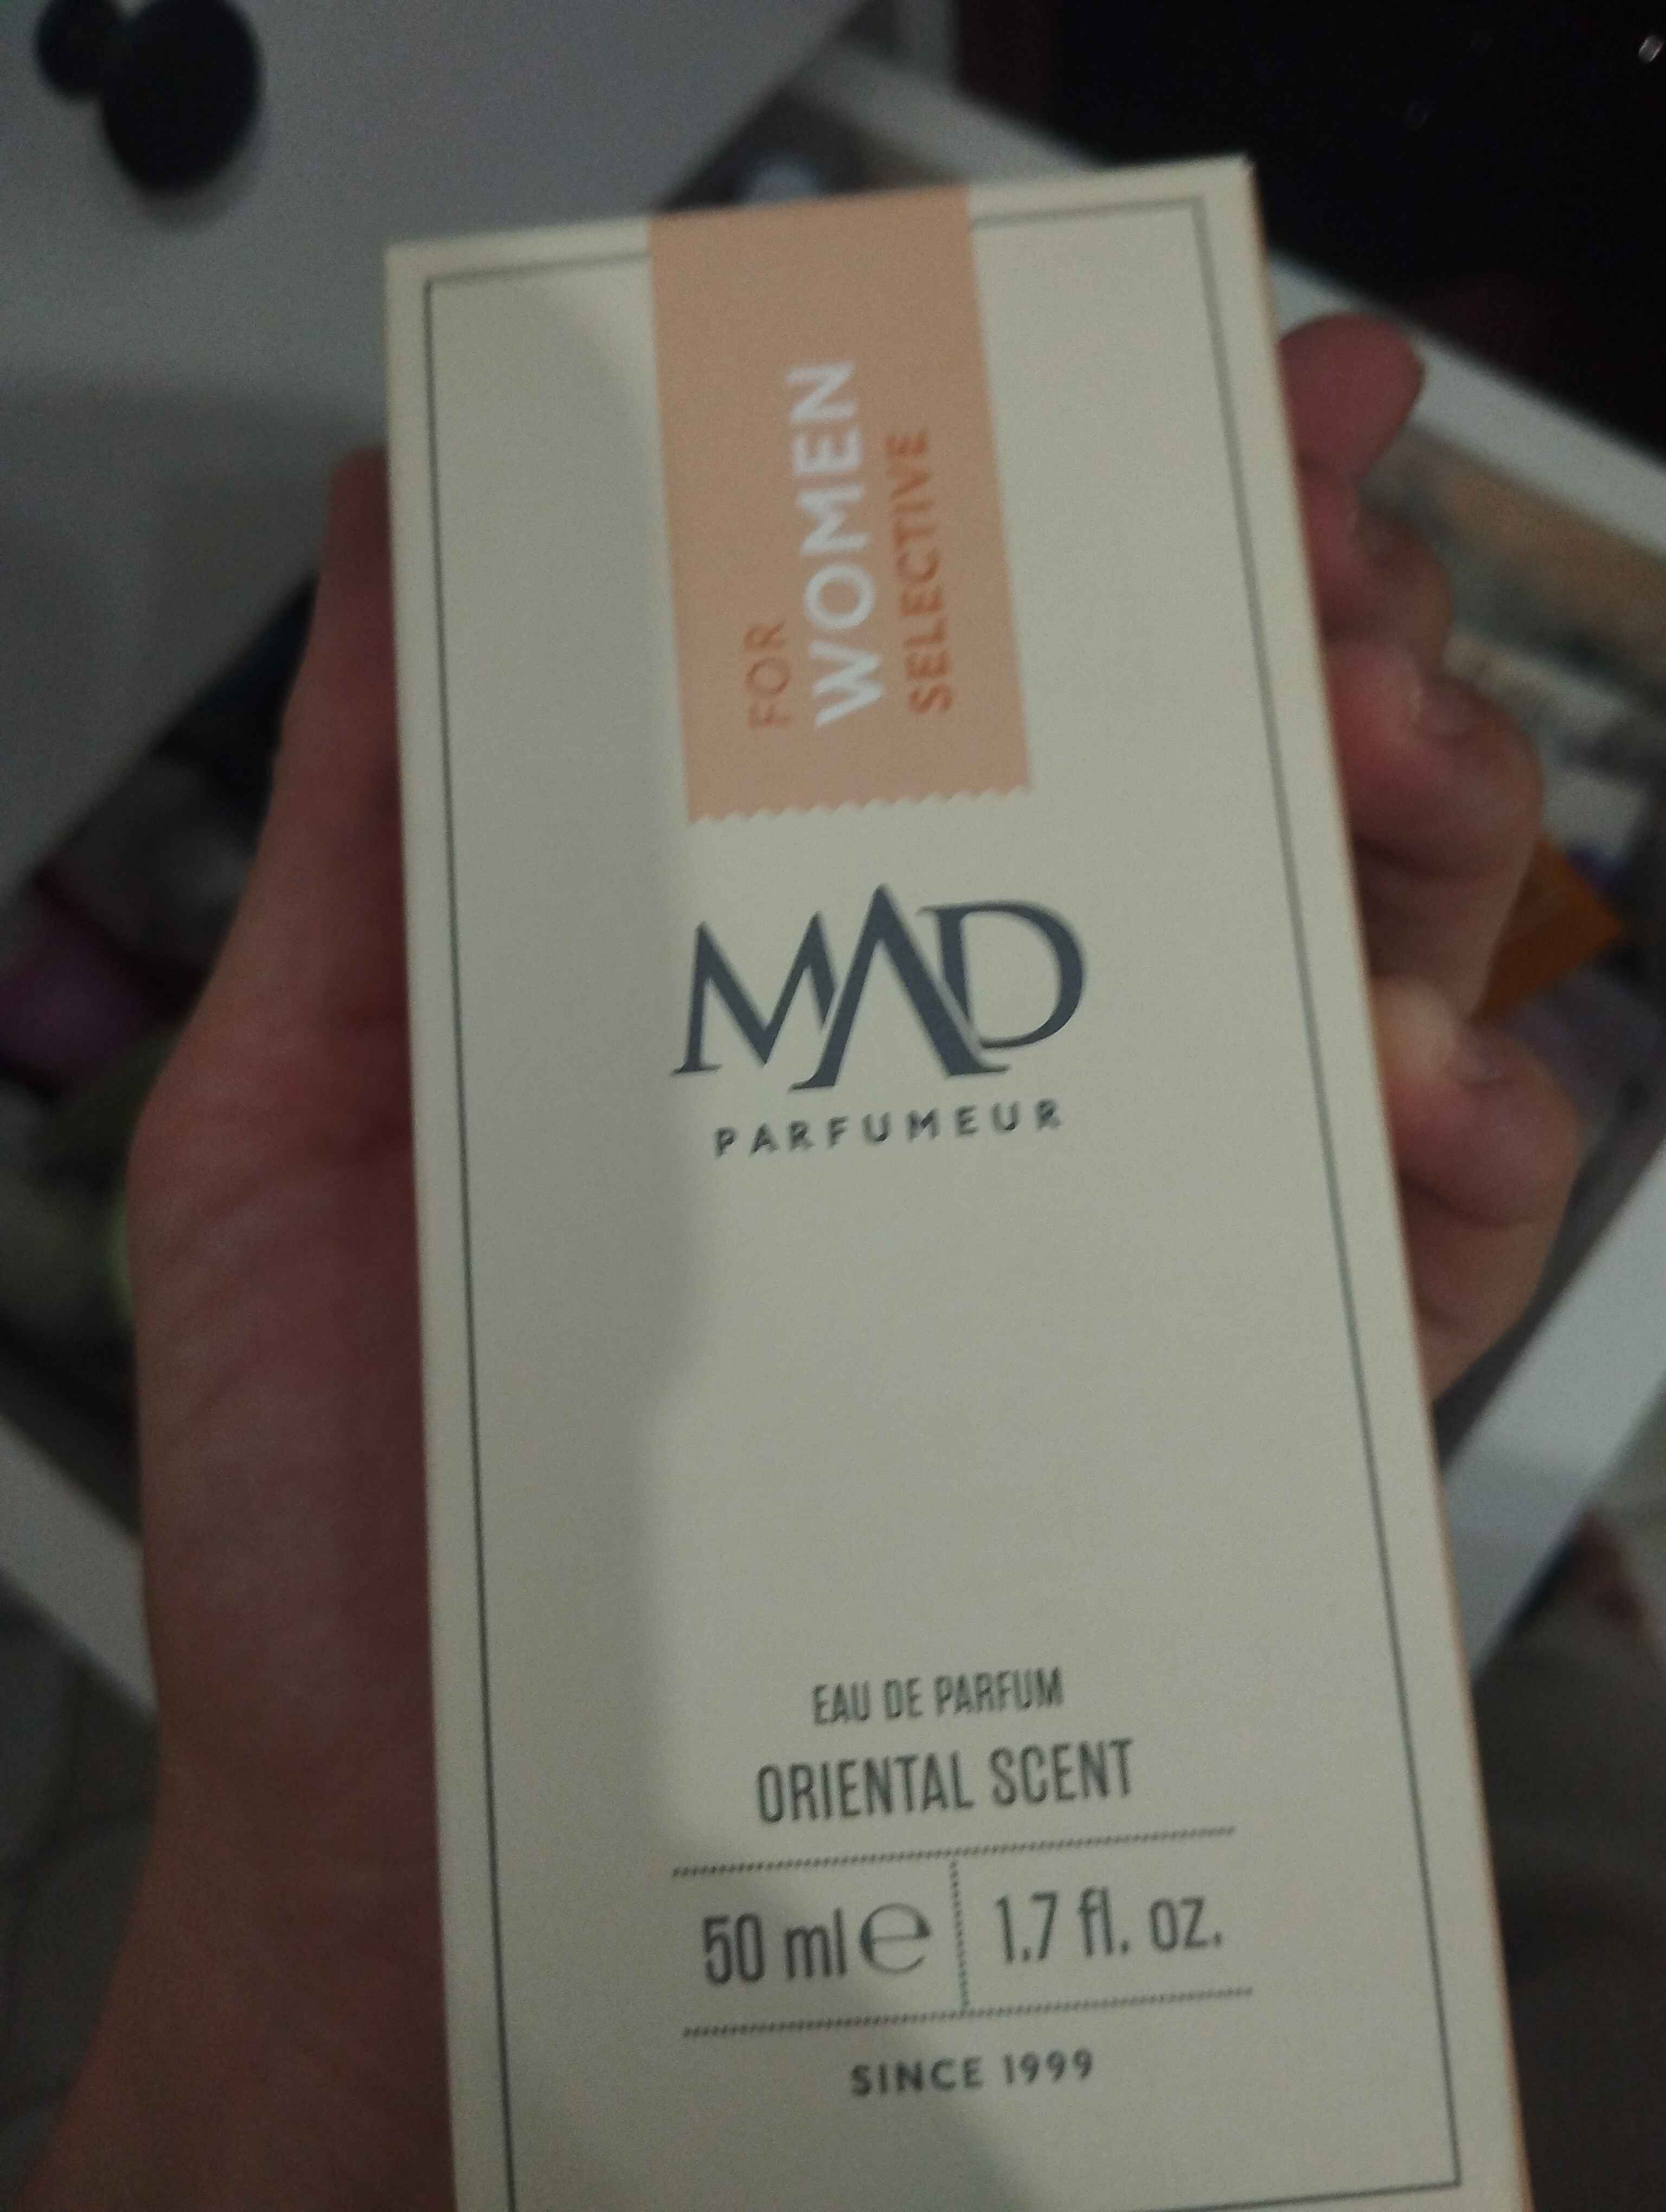 FOR
WOMEN
SELECTIVE
MAD
PARFUMEUR
EAU DE PARFUM
ORIENTAL SCENT
50 ml ℮ 1.7 fl. oz.
SINCE 1999